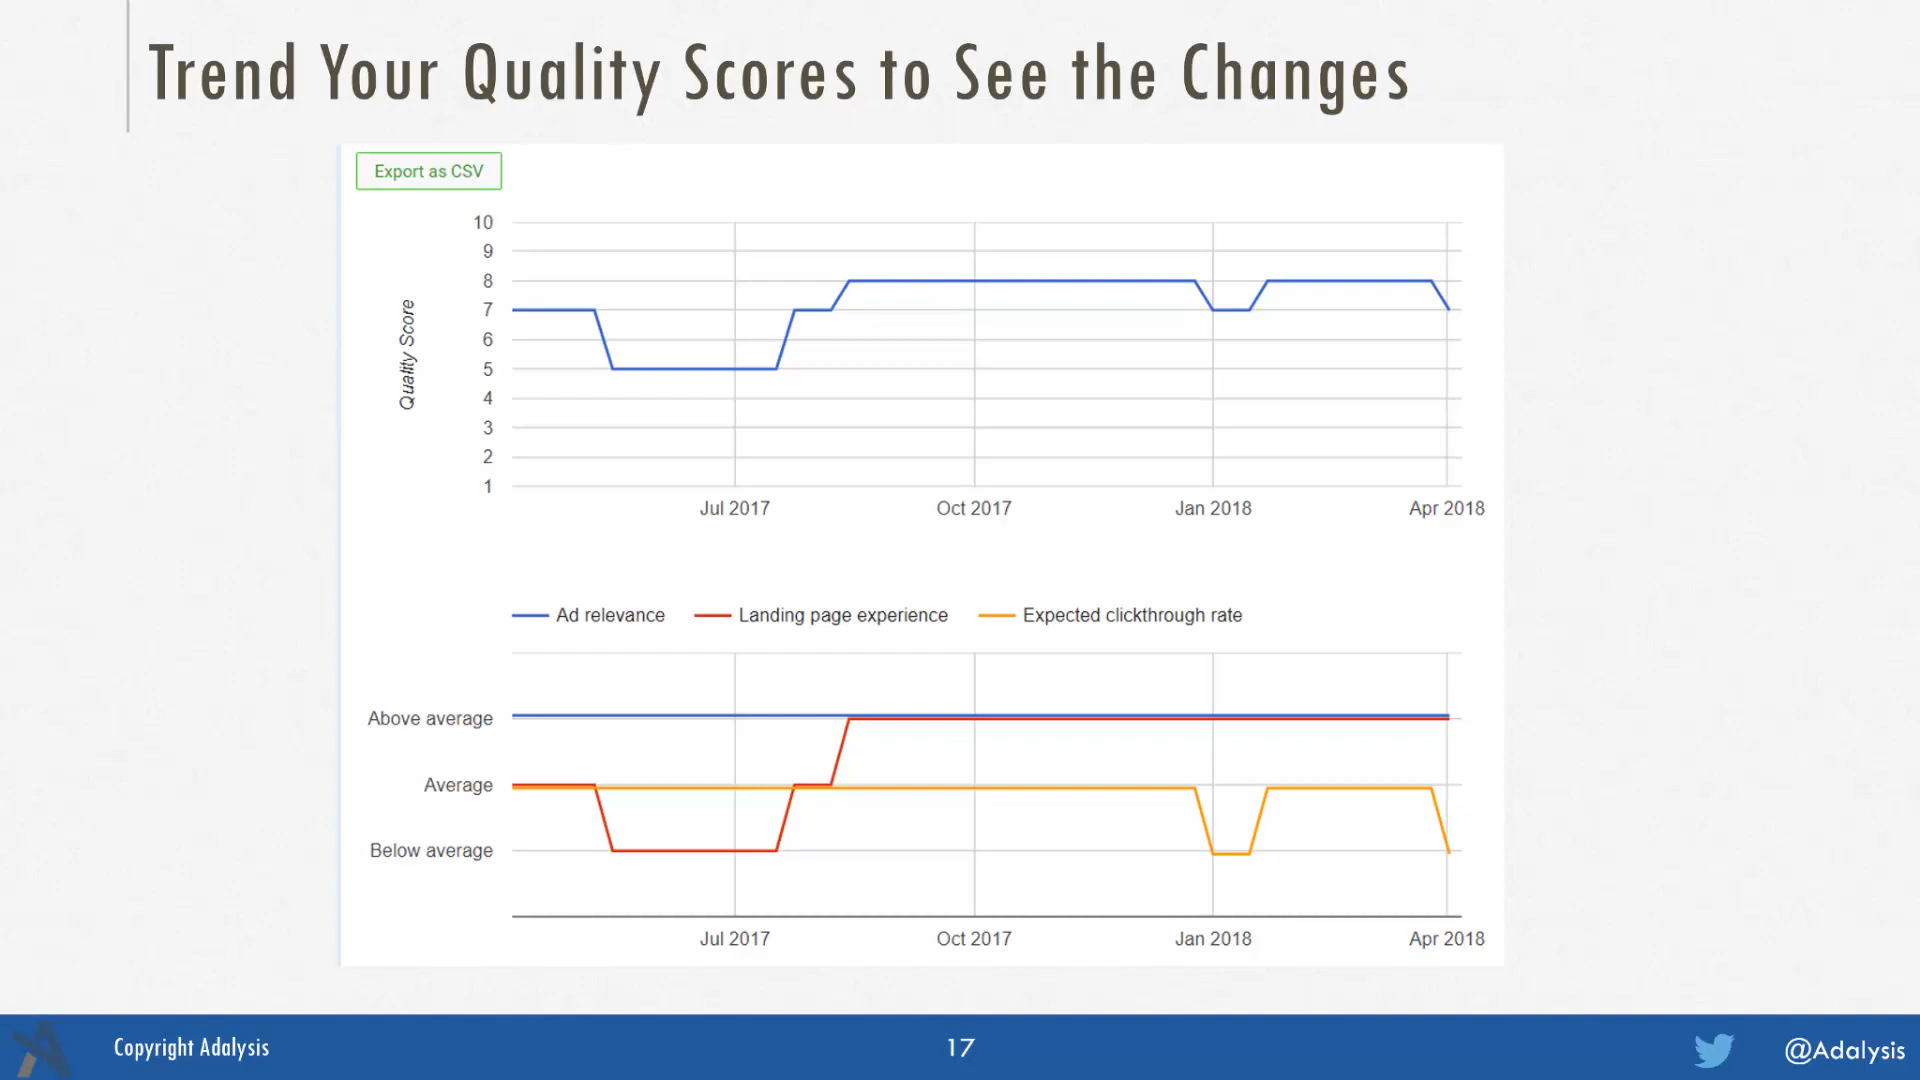 Trend Your Quality Scores to See the Changes
Export as CSV
Quality Score
10
9
8
7
6
5
4
3
2
1
Jul 2017 Oct 2017 Jan 2018 Apr 2018
Ad relevance Landing page experience Expected clickthrough rate
Above average
Average
Below average
Jul 2017 Oct 2017 Jan 2018 Apr 2018
Copyright Adalysis 17 @Adalysis